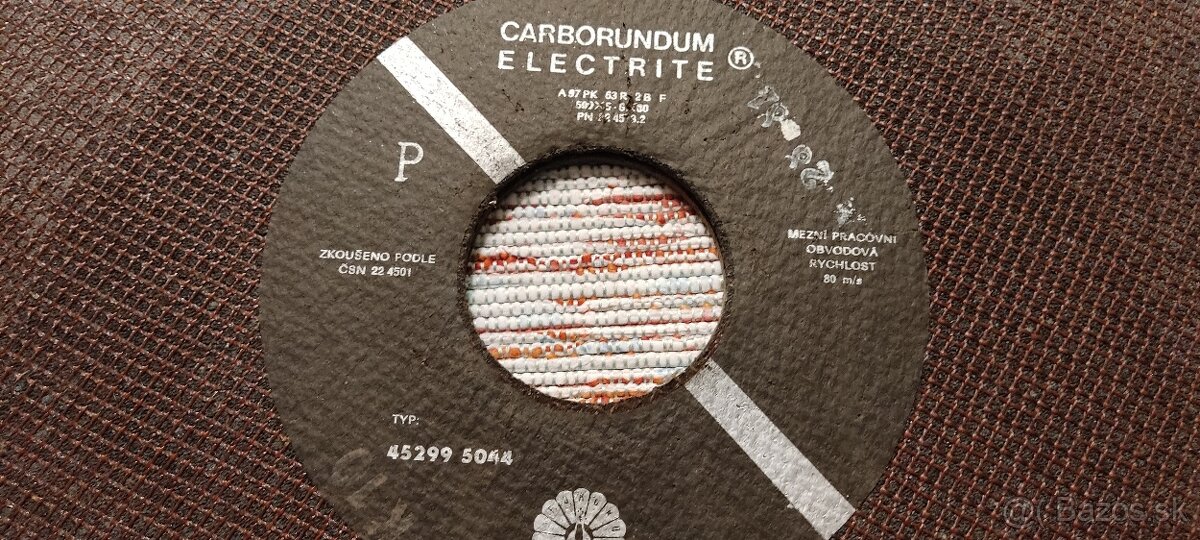 CARBORUNDUM
ELECTRITE ®
P
ZKOUŠENO PODLE
ČSN 22 4501
MEZNÍ PRACOVNÍ
OBVODOVÁ
RYCHLOST
80 m/s
TYP:
45299 5044
© Bazos.sk